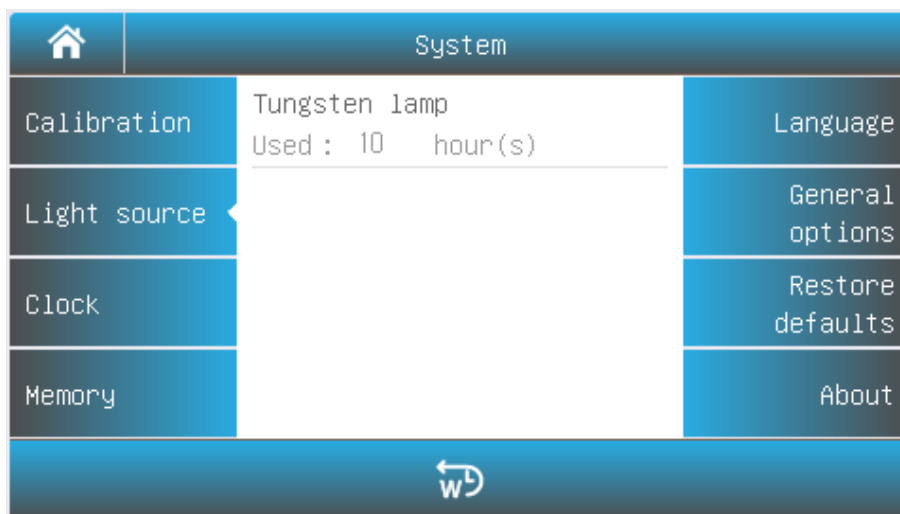 System
Calibration
Light source
Clock
Memory
Tungsten lamp
Used : 10 hour(s)
Language
General
options
Restore
defaults
About
W